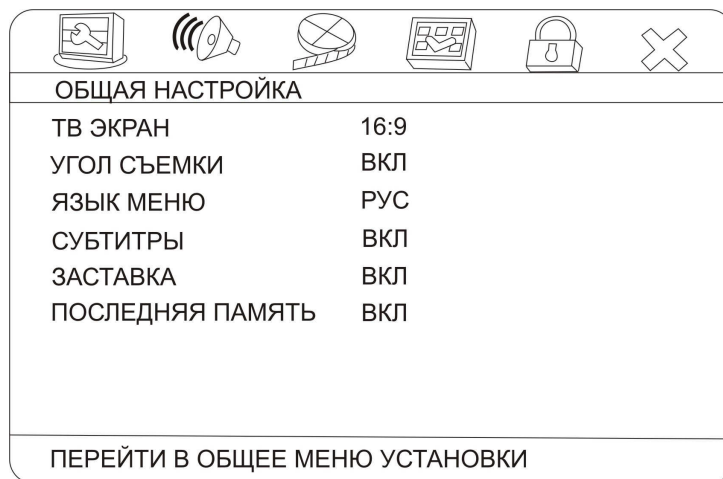 ОБЩАЯ НАСТРОЙКА
ТВ ЭКРАН 16:9
УГОЛ СЪЕМКИ ВКЛ
ЯЗЫК МЕНЮ РУС
СУБТИТРЫ ВКЛ
ЗАСТАВКА ВКЛ
ПОСЛЕДНЯЯ ПАМЯТЬ ВКЛ
ПЕРЕЙТИ В ОБЩЕЕ МЕНЮ УСТАНОВКИ